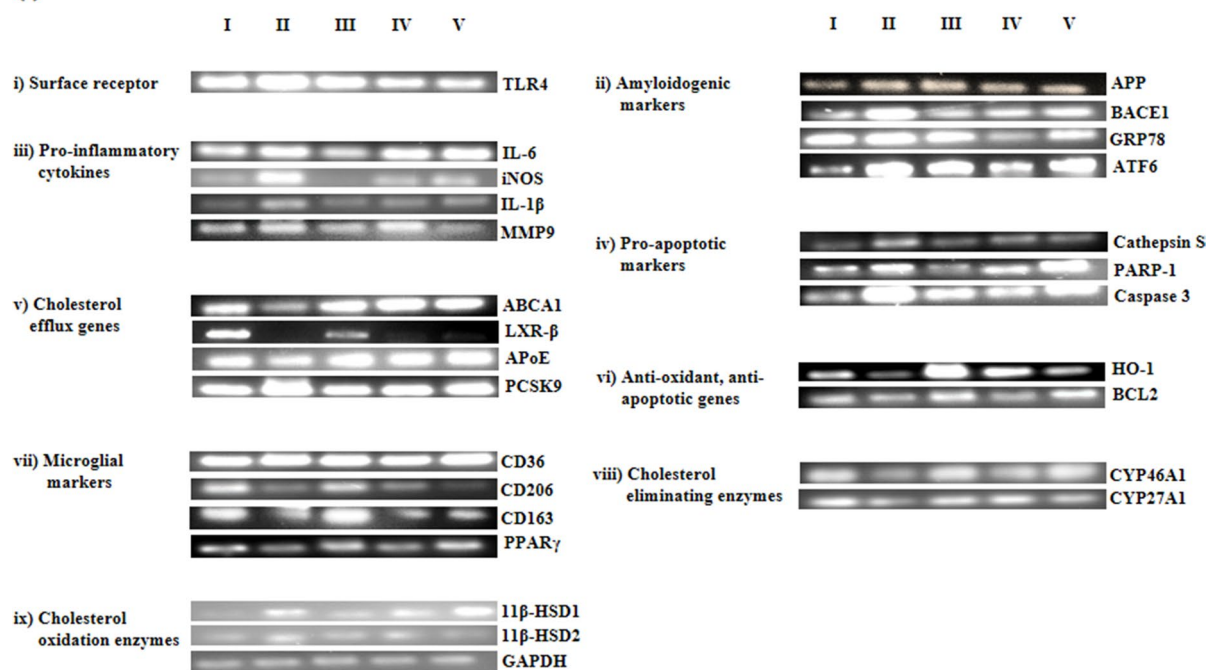 I II III IV V
i) Surface receptor
TLR4
iii) Pro-inflammatory
cytokines
IL-6
iNOS
IL-1β
MMP9
v) Cholesterol
efflux genes
ABCA1
LXR-β
APoE
PCSK9
vii) Microglial
markers
CD36
CD206
CD163
PPARγ
ix) Cholesterol
oxidation enzymes
11β-HSD1
11β-HSD2
GAPDH
I II III IV V
ii) Amyloidogenic
markers
APP
BACE1
GRP78
ATF6
iv) Pro-apoptotic
markers
Cathepsin S
PARP-1
Caspase 3
vi) Anti-oxidant, anti-
apoptotic genes
HO-1
BCL2
viii) Cholesterol
eliminating enzymes
CYP46A1
CYP27A1